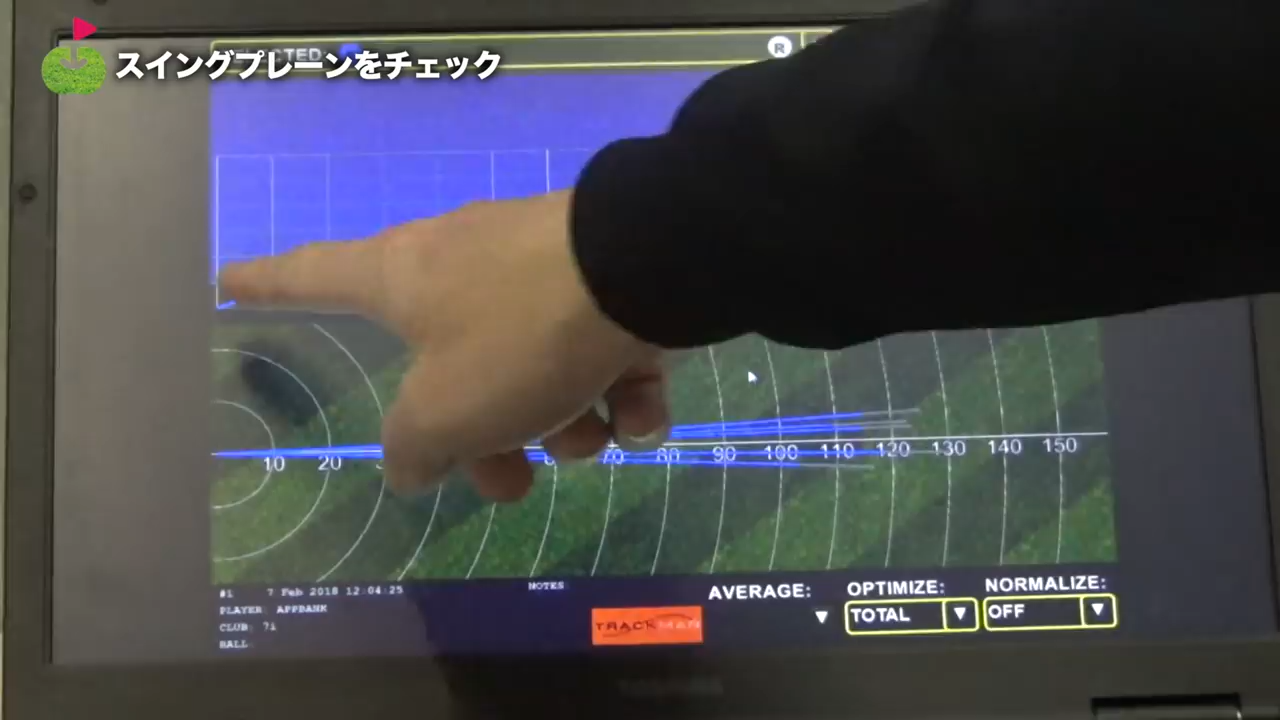 スイングプレーンをチェック
R
10 20 70 80 90 100 110 120 130 140 150
#1 7 Feb 2018 12:04:25
NOTES:
PLAYER: APPBANK
CLUB: 7i
BALL:
TRACKMAN
AVERAGE:
OPTIMIZE:
TOTAL
NORMALIZE:
OFF